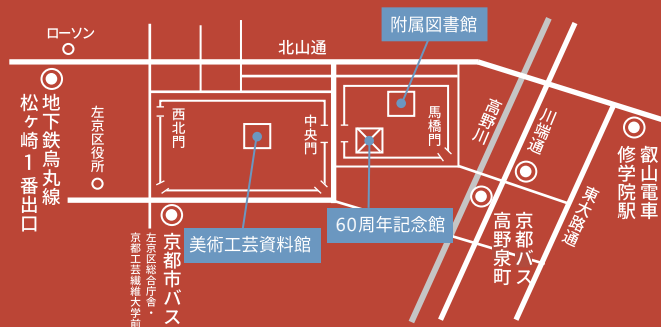 附属図書館
ローソン
北山通
地下鉄烏丸線
松ヶ崎1番出口
左京区役所
西北門
中央門
馬橋門
高野川
川端通
叡山電車
修学院駅
東大路通
京都バス
高野泉町
60周年記念館
美術工芸資料館
京都市バス
左京区総合庁舎・
京都工芸繊維大学前